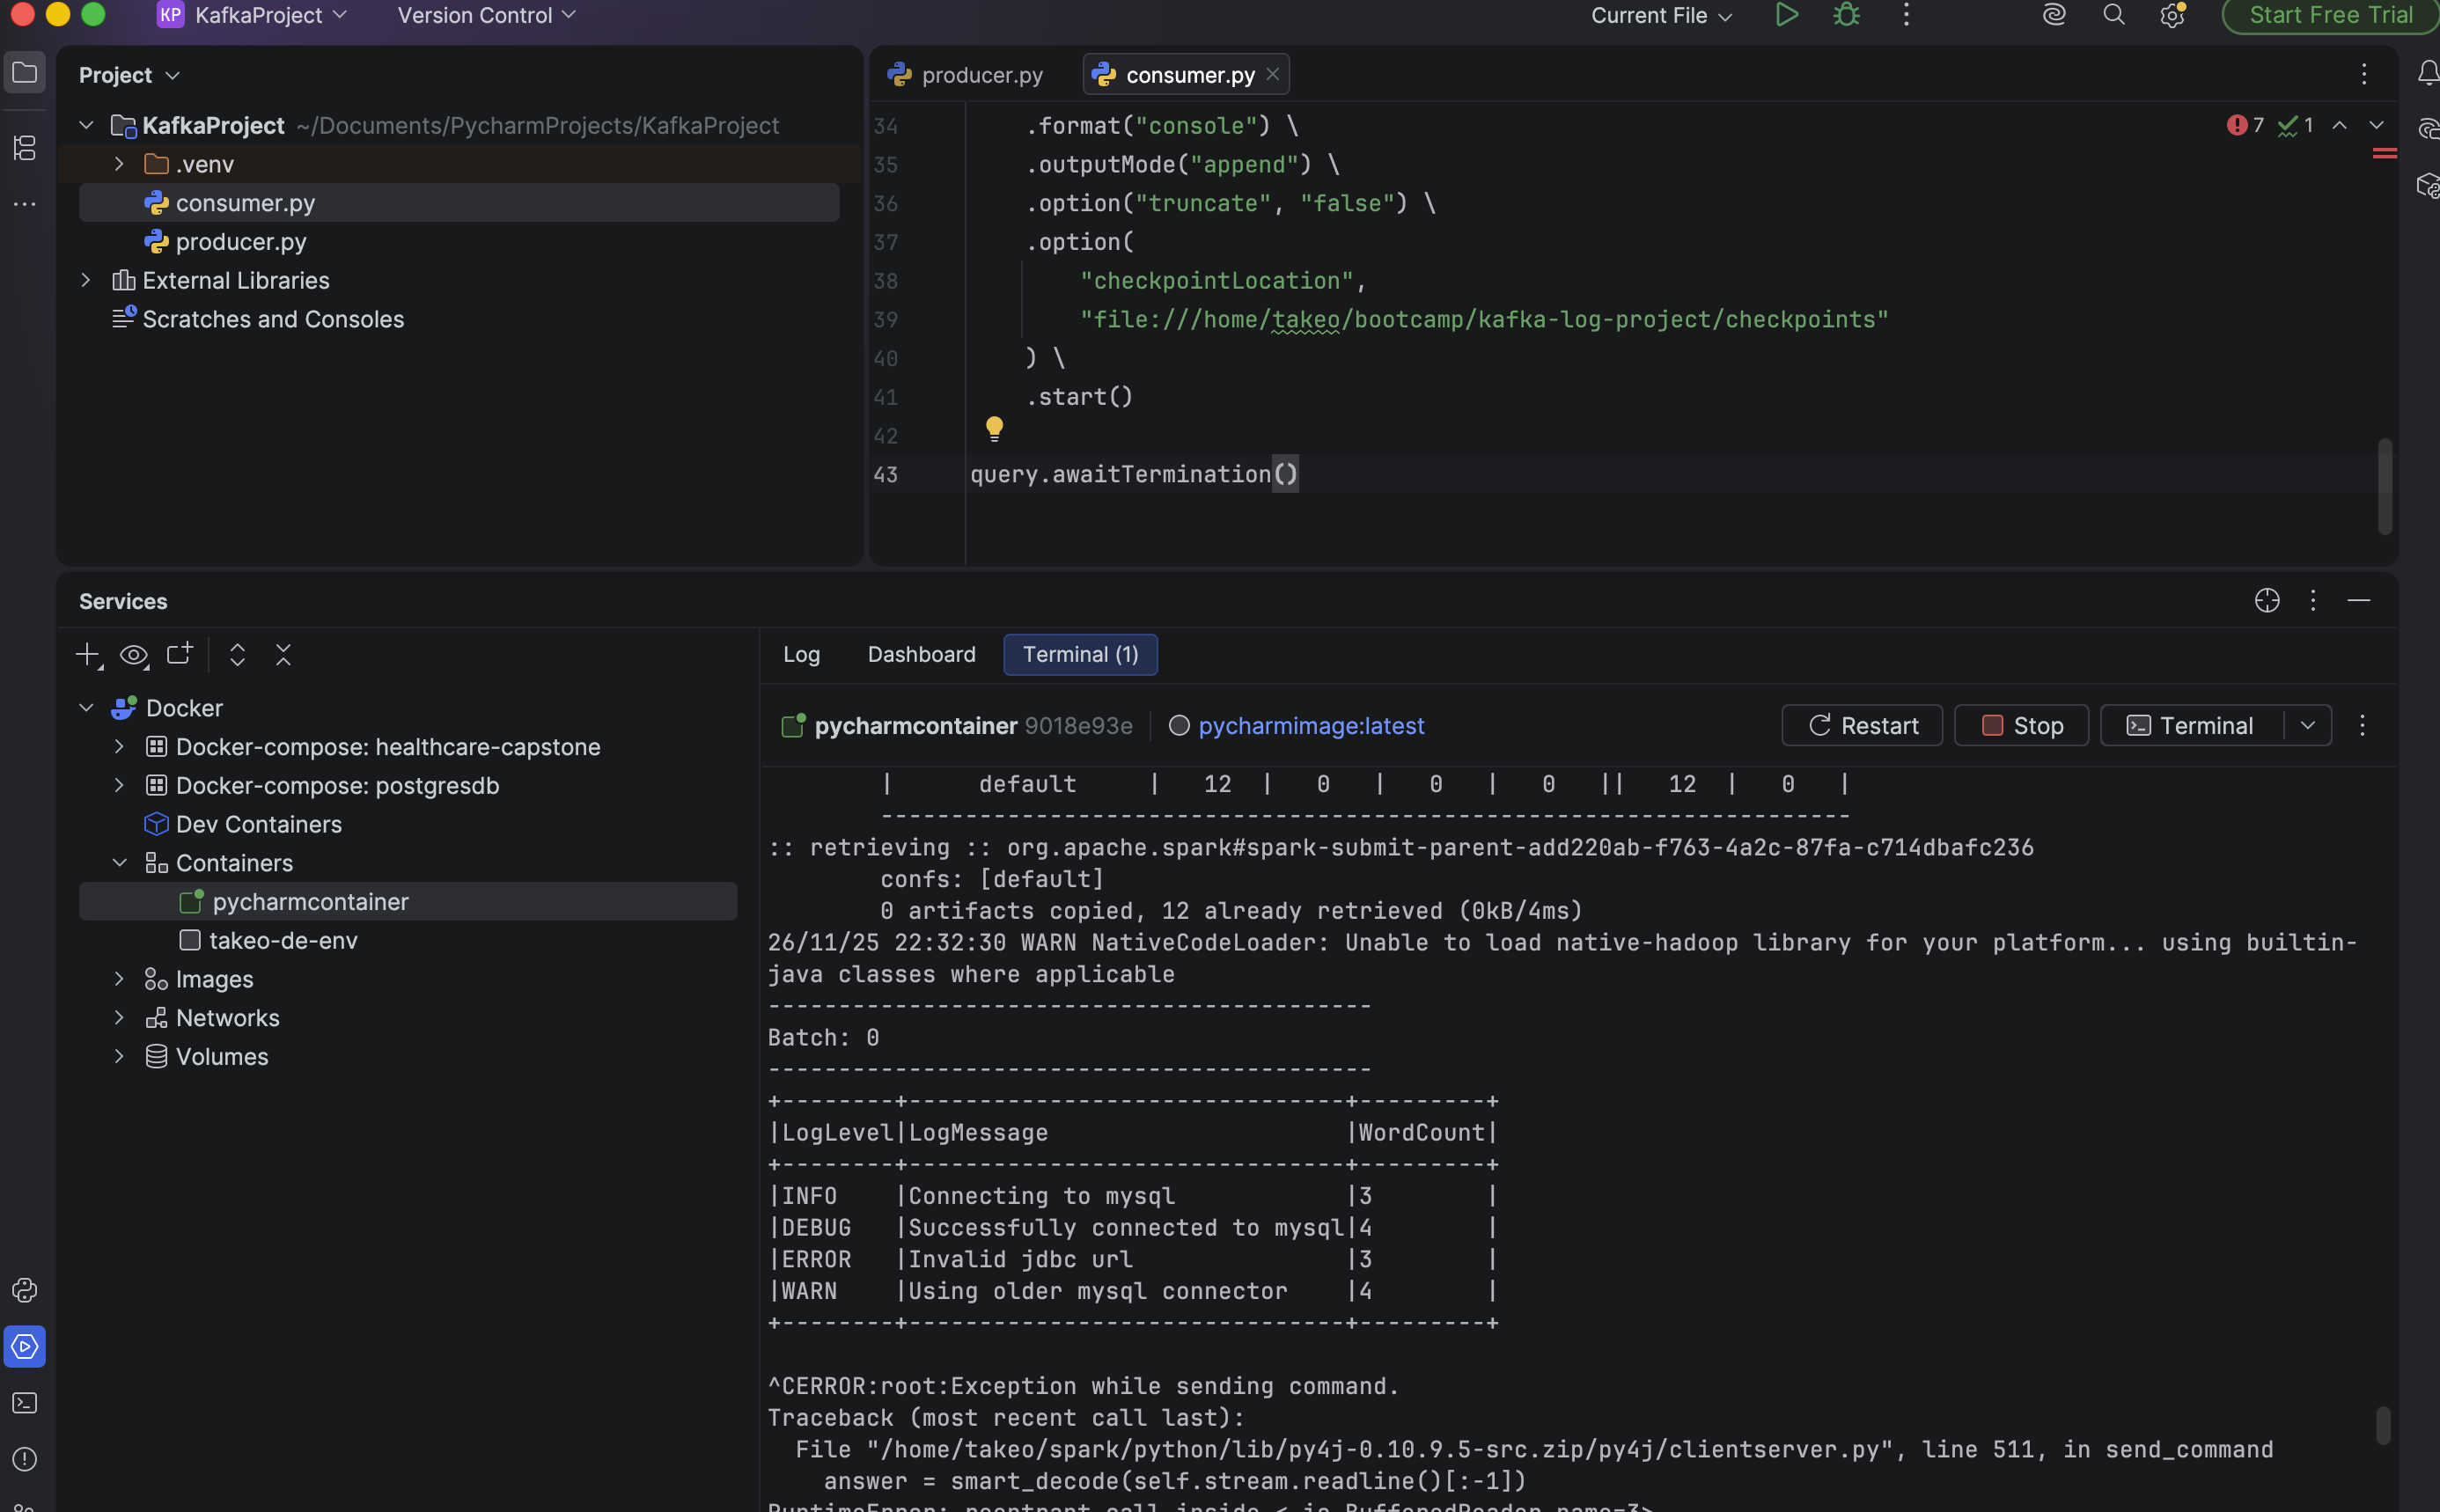 KP KafkaProject Version Control Current File Start Free Trial
Project
KafkaProject ~/Documents/PycharmProjects/KafkaProject
.venv
consumer.py
producer.py
External Libraries
Scratches and Consoles
producer.py consumer.py
7 1
34 .format("console") \
35 .outputMode("append") \
36 .option("truncate", "false") \
37 .option(
38 "checkpointLocation",
39 "file:///home/takeo/bootcamp/kafka-log-project/checkpoints"
40 ) \
41 .start()
42
43 query.awaitTermination()
Services
Docker
Docker-compose: healthcare-capstone
Docker-compose: postgresdb
Dev Containers
Containers
pycharmcontainer
takeo-de-env
Images
Networks
Volumes
Log Dashboard Terminal (1)
pycharmcontainer 9018e93e pycharmimage:latest Restart Stop Terminal
| default | 12 | 0 | 0 | 0 || 12 | 0 |
---------------------------------------------------------------------
:: retrieving :: org.apache.spark#spark-submit-parent-add220ab-f763-4a2c-87fa-c714dbafc236
confs: [default]
0 artifacts copied, 12 already retrieved (0kB/4ms)
26/11/25 22:32:30 WARN NativeCodeLoader: Unable to load native-hadoop library for your platform... using builtin-
java classes where applicable
-------------------------------------------
Batch: 0
-------------------------------------------
+--------+-------------------------------+---------+
|LogLevel|LogMessage |WordCount|
+--------+-------------------------------+---------+
|INFO |Connecting to mysql |3 |
|DEBUG |Successfully connected to mysql|4 |
|ERROR |Invalid jdbc url |3 |
|WARN |Using older mysql connector |4 |
+--------+-------------------------------+---------+
^CERROR:root:Exception while sending command.
Traceback (most recent call last):
File "/home/takeo/spark/python/lib/py4j-0.10.9.5-src.zip/py4j/clientserver.py", line 511, in send_command
answer = smart_decode(self.stream.readline()[:-1])
RuntimeError: reentrant call inside <_io.BufferedReader name=3>